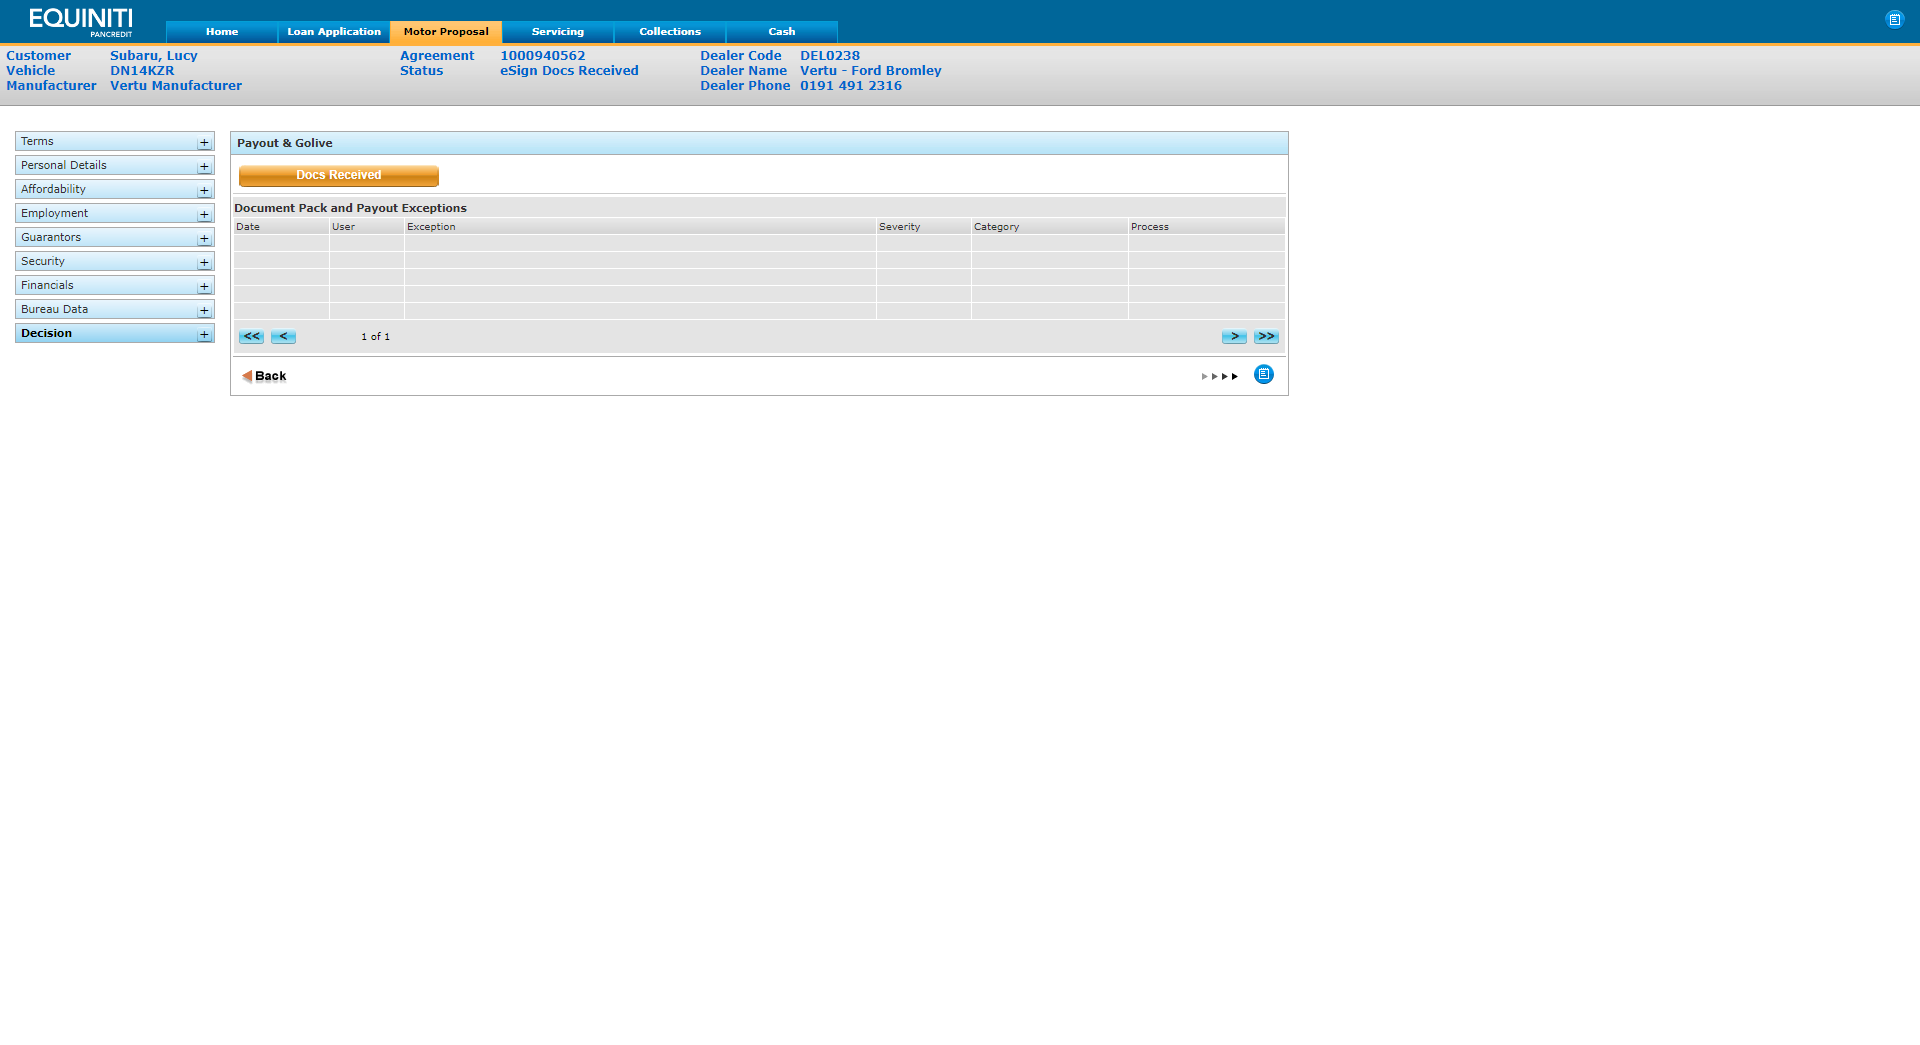 EQUINITI
PANCREDIT
Home Loan Application Motor Proposal Servicing Collections Cash
Customer Subaru, Lucy Agreement 1000940562 Dealer Code DEL0238
Vehicle DN14KZR Status eSign Docs Received Dealer Name Vertu - Ford Bromley
Manufacturer Vertu Manufacturer Dealer Phone 0191 491 2316
Terms +
Personal Details +
Affordability +
Employment +
Guarantors +
Security +
Financials +
Bureau Data +
Decision +
Payout & Golive
Docs Received
Document Pack and Payout Exceptions
Date User Exception Severity Category Process
<< < 1 of 1 > >>
Back